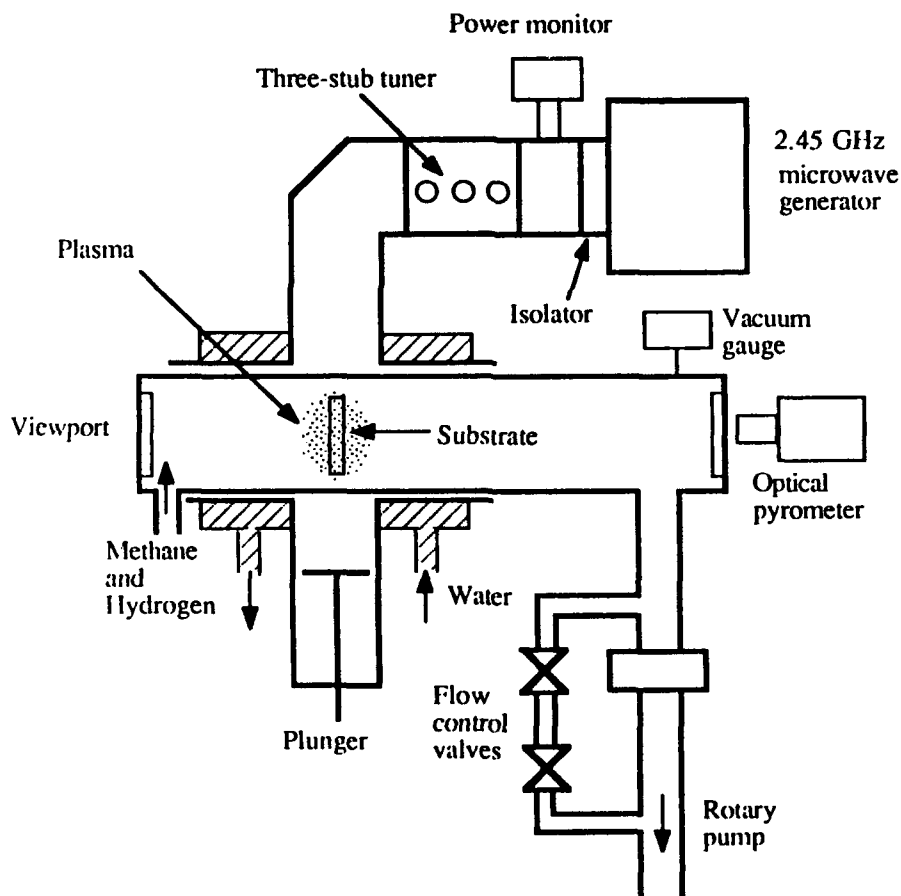 Power monitor
Three-stub tuner
2.45 GHz
microwave
generator
Plasma
Isolator
Vacuum
gauge
Viewport
Substrate
Optical
pyrometer
Methane
and
Hydrogen
Water
Flow
control
valves
Plunger
Rotary
pump